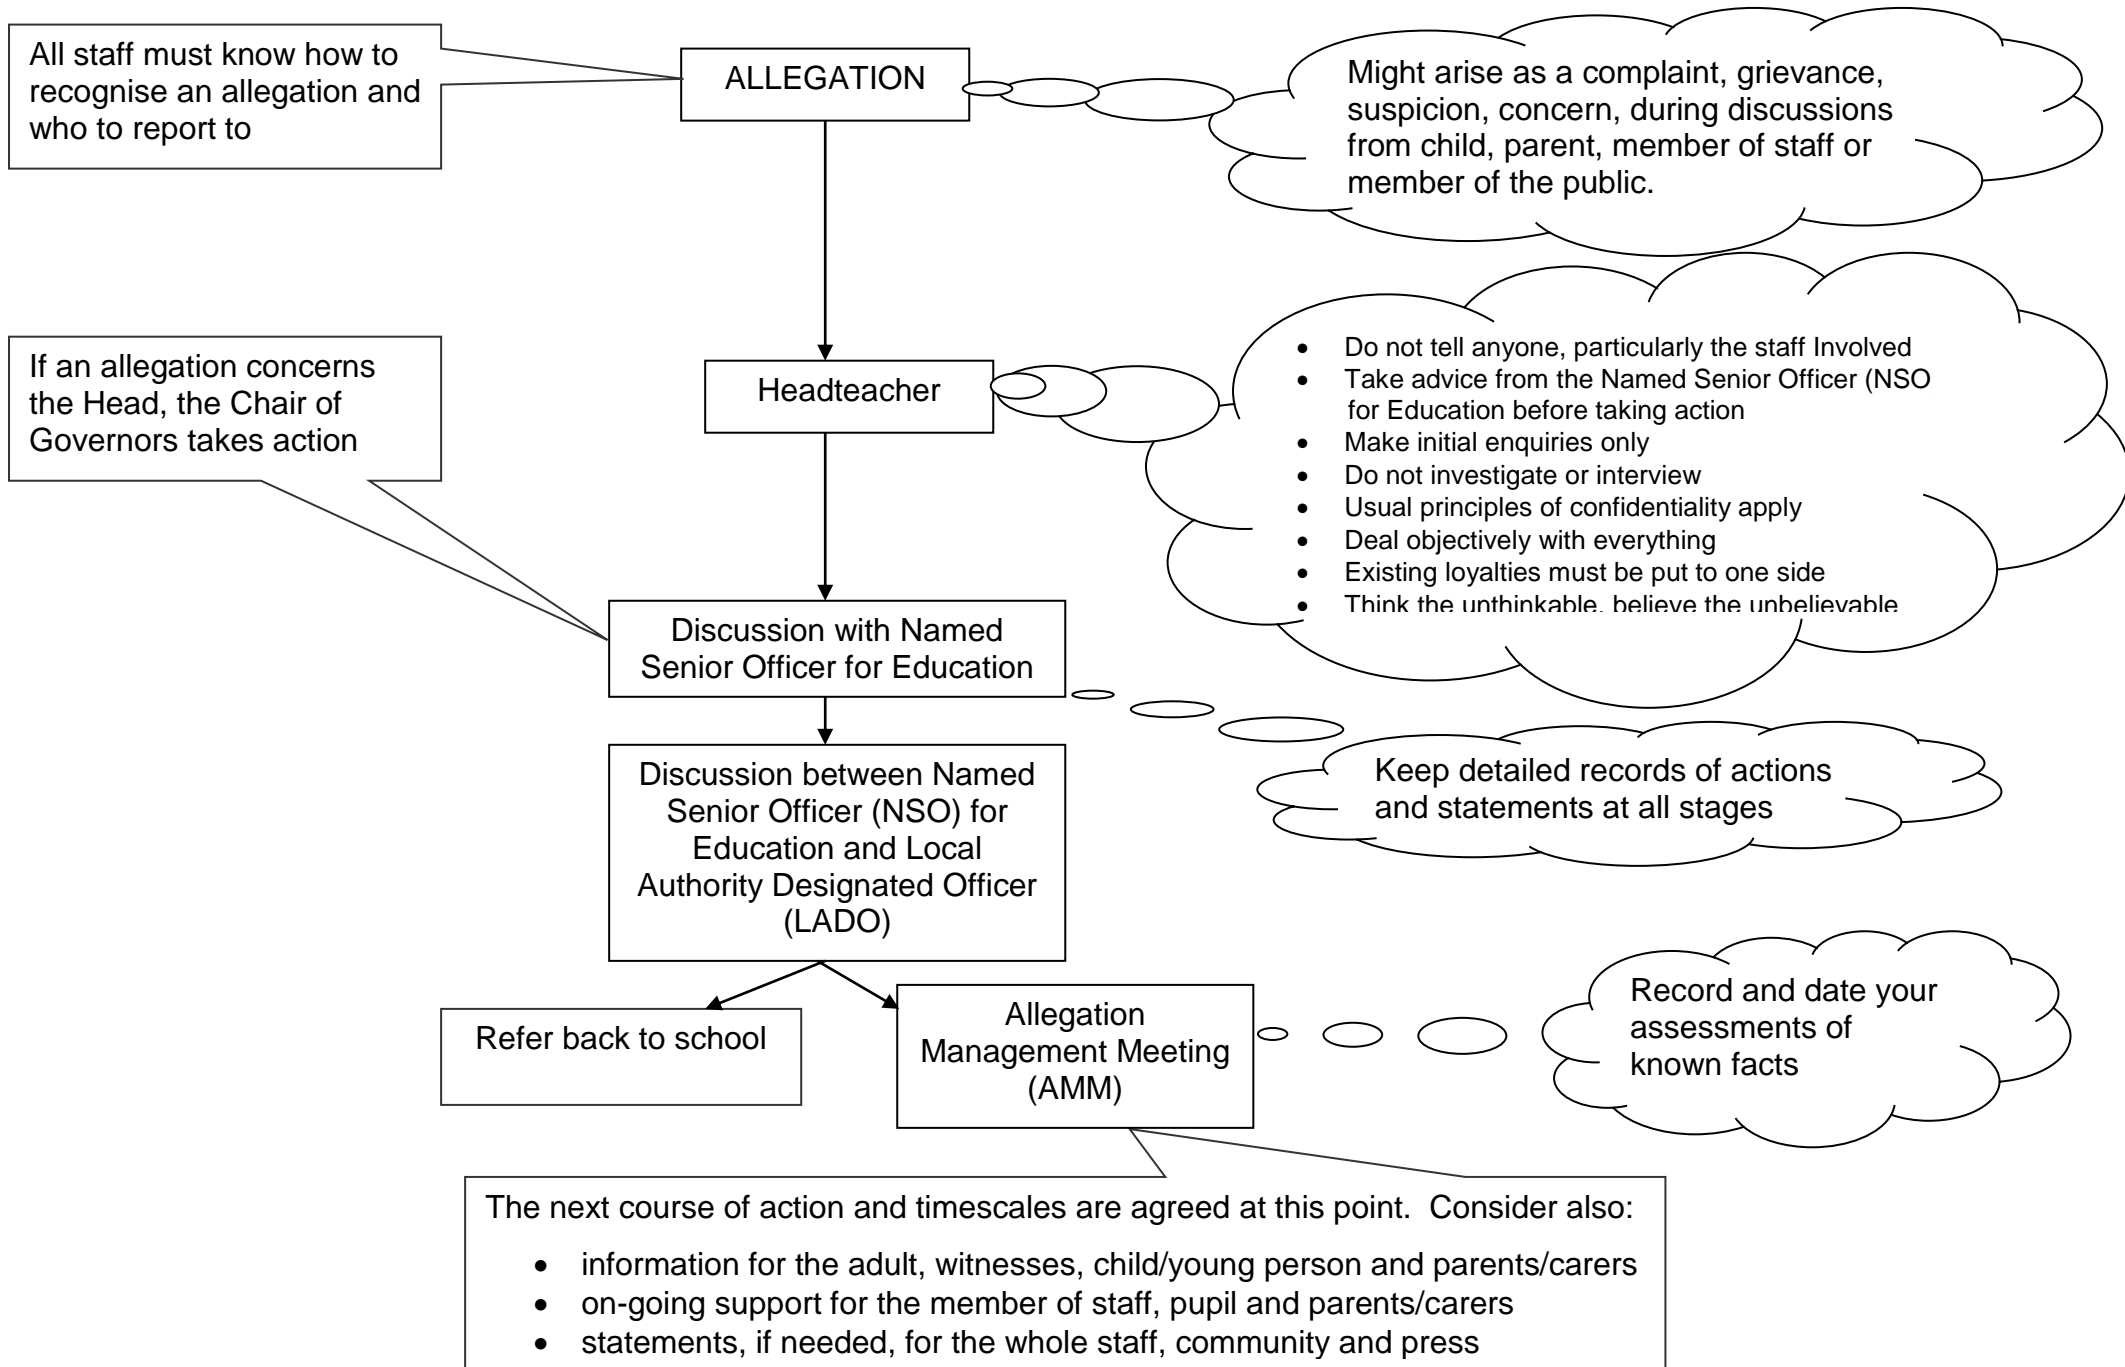 All staff must know how to
recognise an allegation and
who to report to
ALLEGATION
Might arise as a complaint, grievance,
suspicion, concern, during discussions
from child, parent, member of staff or
member of the public.
If an allegation concerns
the Head, the Chair of
Governors takes action
Headteacher
• Do not tell anyone, particularly the staff Involved
• Take advice from the Named Senior Officer (NSO
for Education before taking action
• Make initial enquiries only
• Do not investigate or interview
• Usual principles of confidentiality apply
• Deal objectively with everything
• Existing loyalties must be put to one side
• Think the unthinkable, believe the unbelievable
Discussion with Named
Senior Officer for Education
Keep detailed records of actions
and statements at all stages
Discussion between Named
Senior Officer (NSO) for
Education and Local
Authority Designated Officer
(LADO)
Refer back to school
Allegation
Management Meeting
(AMM)
Record and date your
assessments of
known facts
The next course of action and timescales are agreed at this point.  Consider also:
• information for the adult, witnesses, child/young person and parents/carers
• on-going support for the member of staff, pupil and parents/carers
• statements, if needed, for the whole staff, community and press